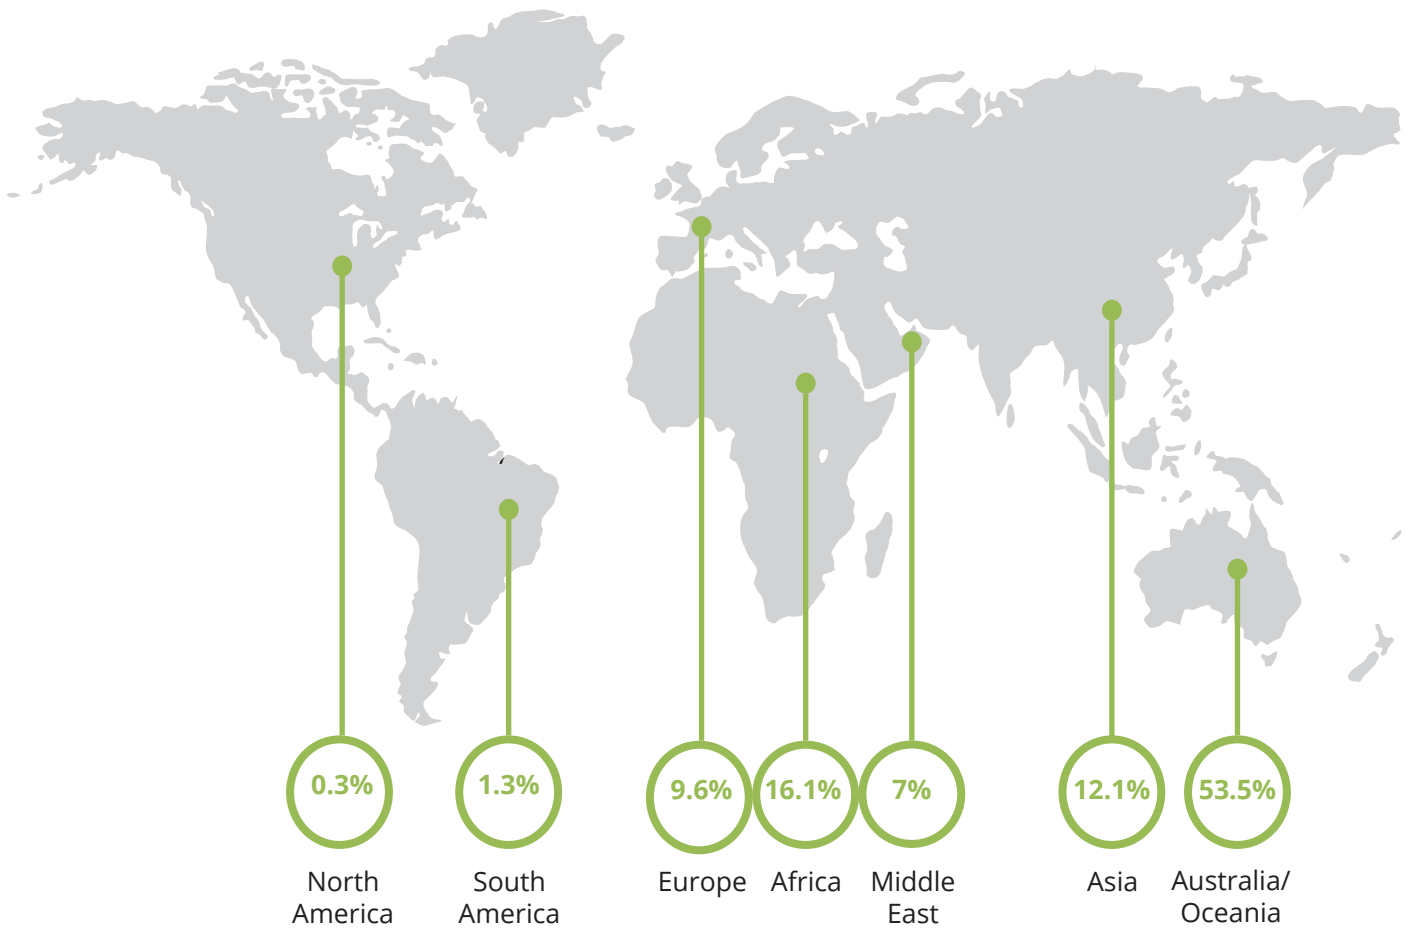 0.3%
1.3%
9.6%
16.1%
7%
12.1%
53.5%
North
America
South
America
Europe
Africa
Middle
East
Asia
Australia/
Oceania